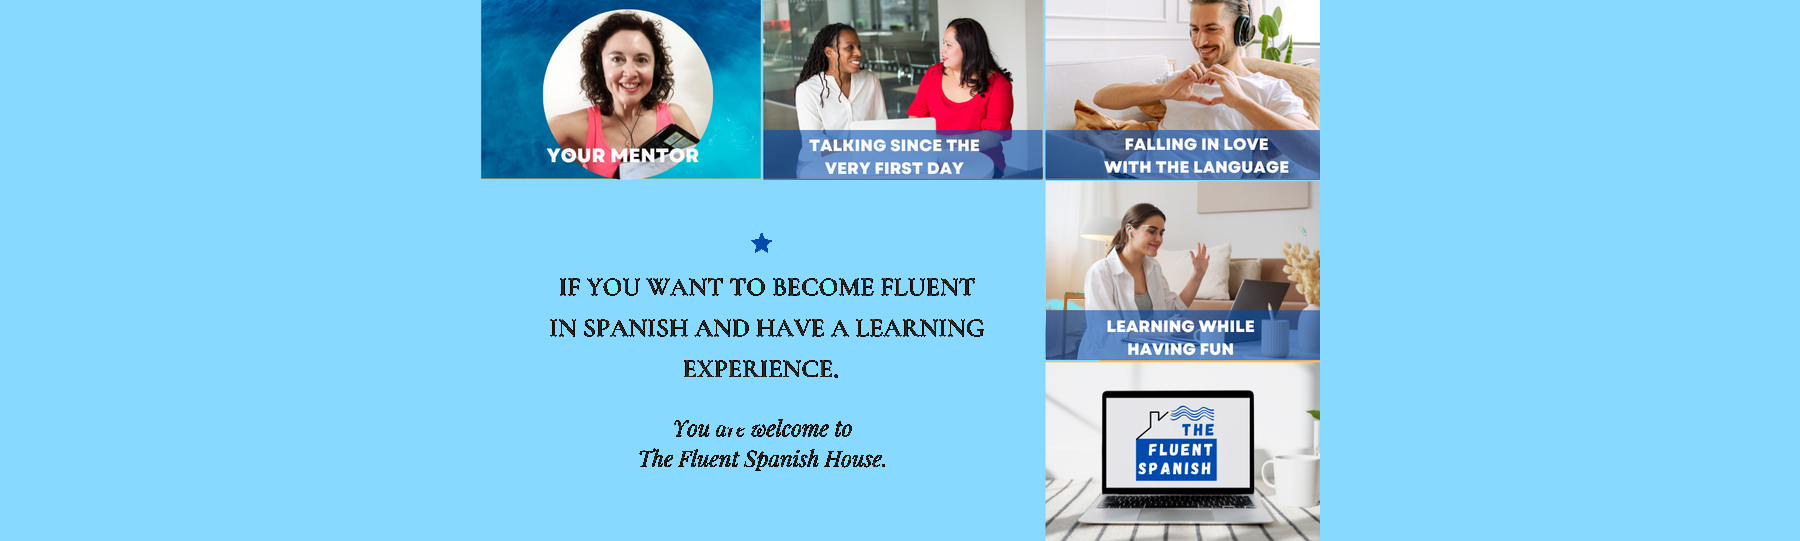 YOUR MENTOR
TALKING SINCE THE
VERY FIRST DAY
FALLING IN LOVE
WITH THE LANGUAGE
IF YOU WANT TO BECOME FLUENT
IN SPANISH AND HAVE A LEARNING
EXPERIENCE.
You are welcome to
The Fluent Spanish House.
LEARNING WHILE
HAVING FUN
THE
FLUENT
SPANISH